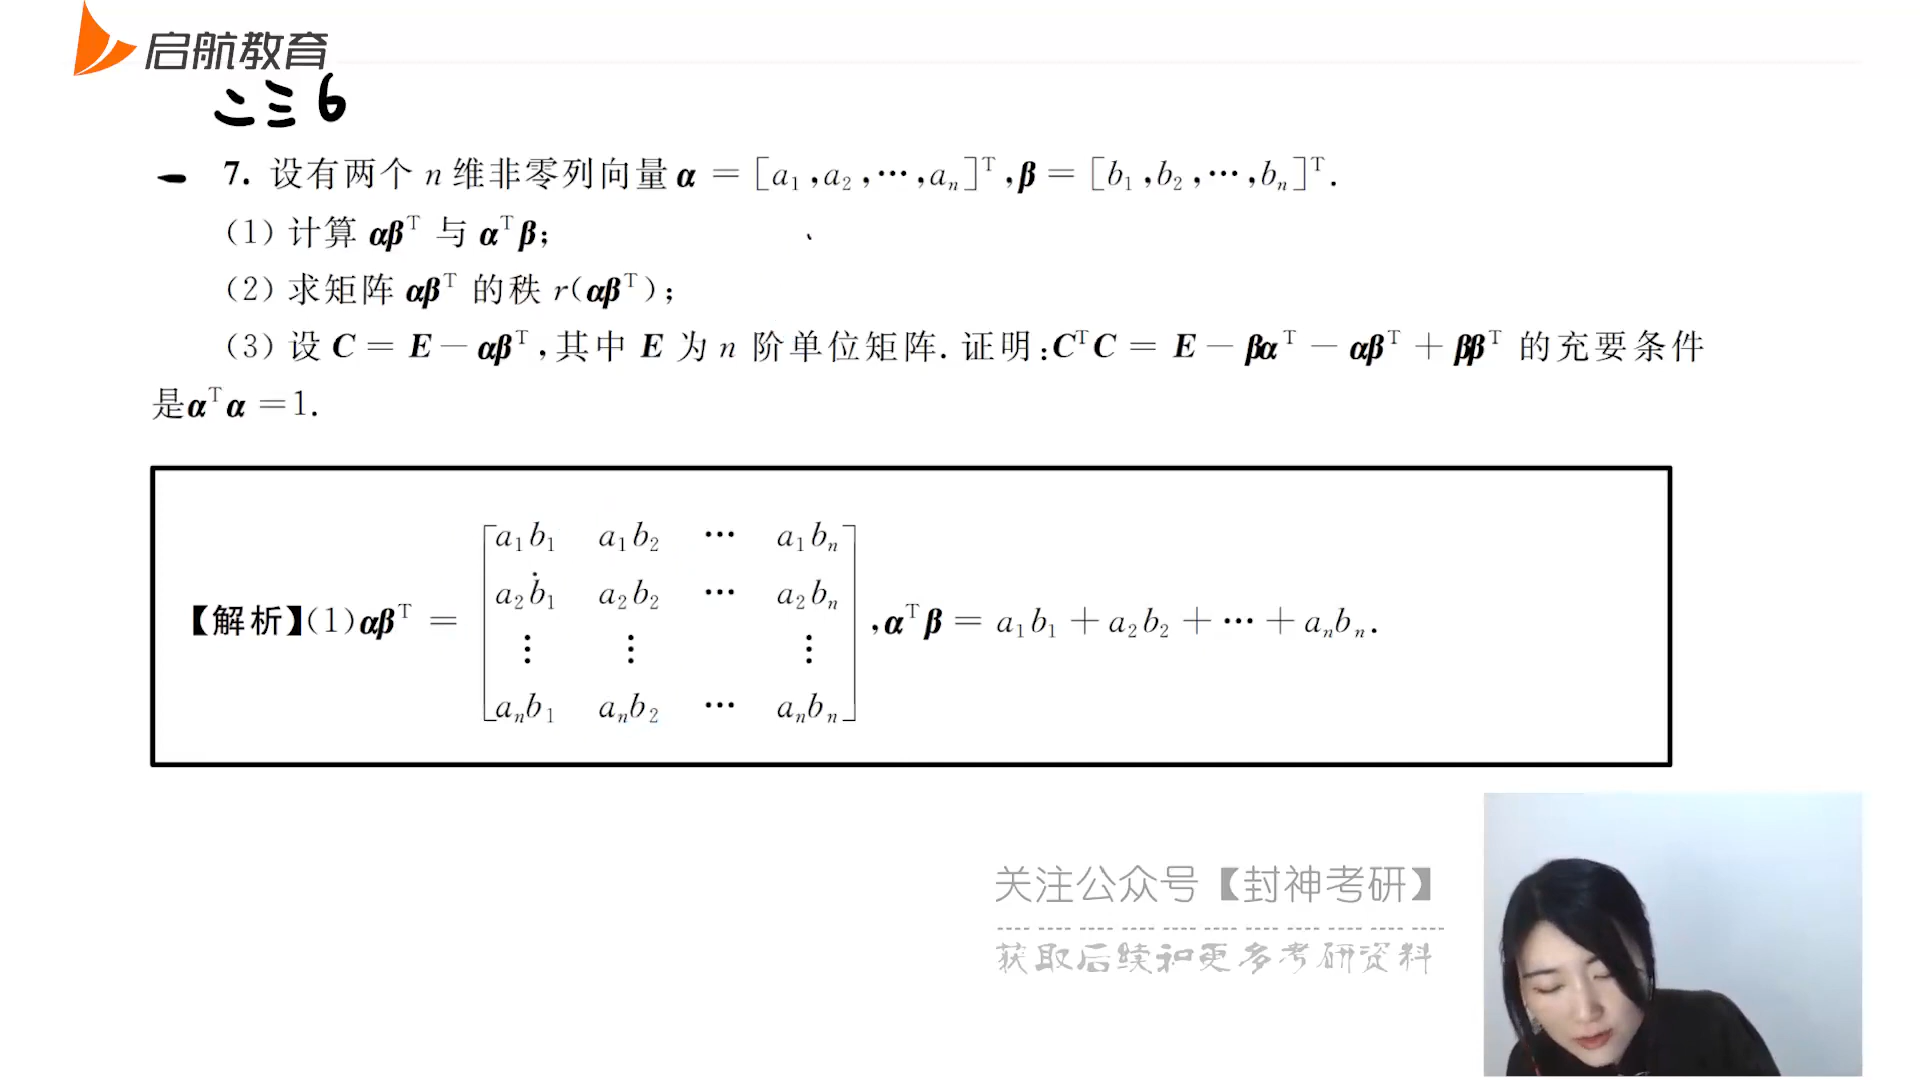 启航教育
二三6
一 7. 设有两个 n 维非零列向量 α = [a₁,a₂,⋯,aₙ]ᵀ,β = [b₁,b₂,⋯,bₙ]ᵀ.
(1) 计算 αβᵀ 与 αᵀβ;
(2) 求矩阵 αβᵀ 的秩 r(αβᵀ);
(3) 设 C = E − αβᵀ,其中 E 为 n 阶单位矩阵. 证明:CᵀC = E − βαᵀ − αβᵀ + ββᵀ 的充要条件
是αᵀα =1.
a₁b₁ a₁b₂ ⋯ a₁bₙ
a₂b₁ a₂b₂ ⋯ a₂bₙ
【解析】(1)αβᵀ = ⋮ ⋮ ⋮ ,αᵀβ = a₁b₁ + a₂b₂ + ⋯ + aₙbₙ.
aₙb₁ aₙb₂ ⋯ aₙbₙ
关注公众号【封神考研】
获取后续和更多考研资料